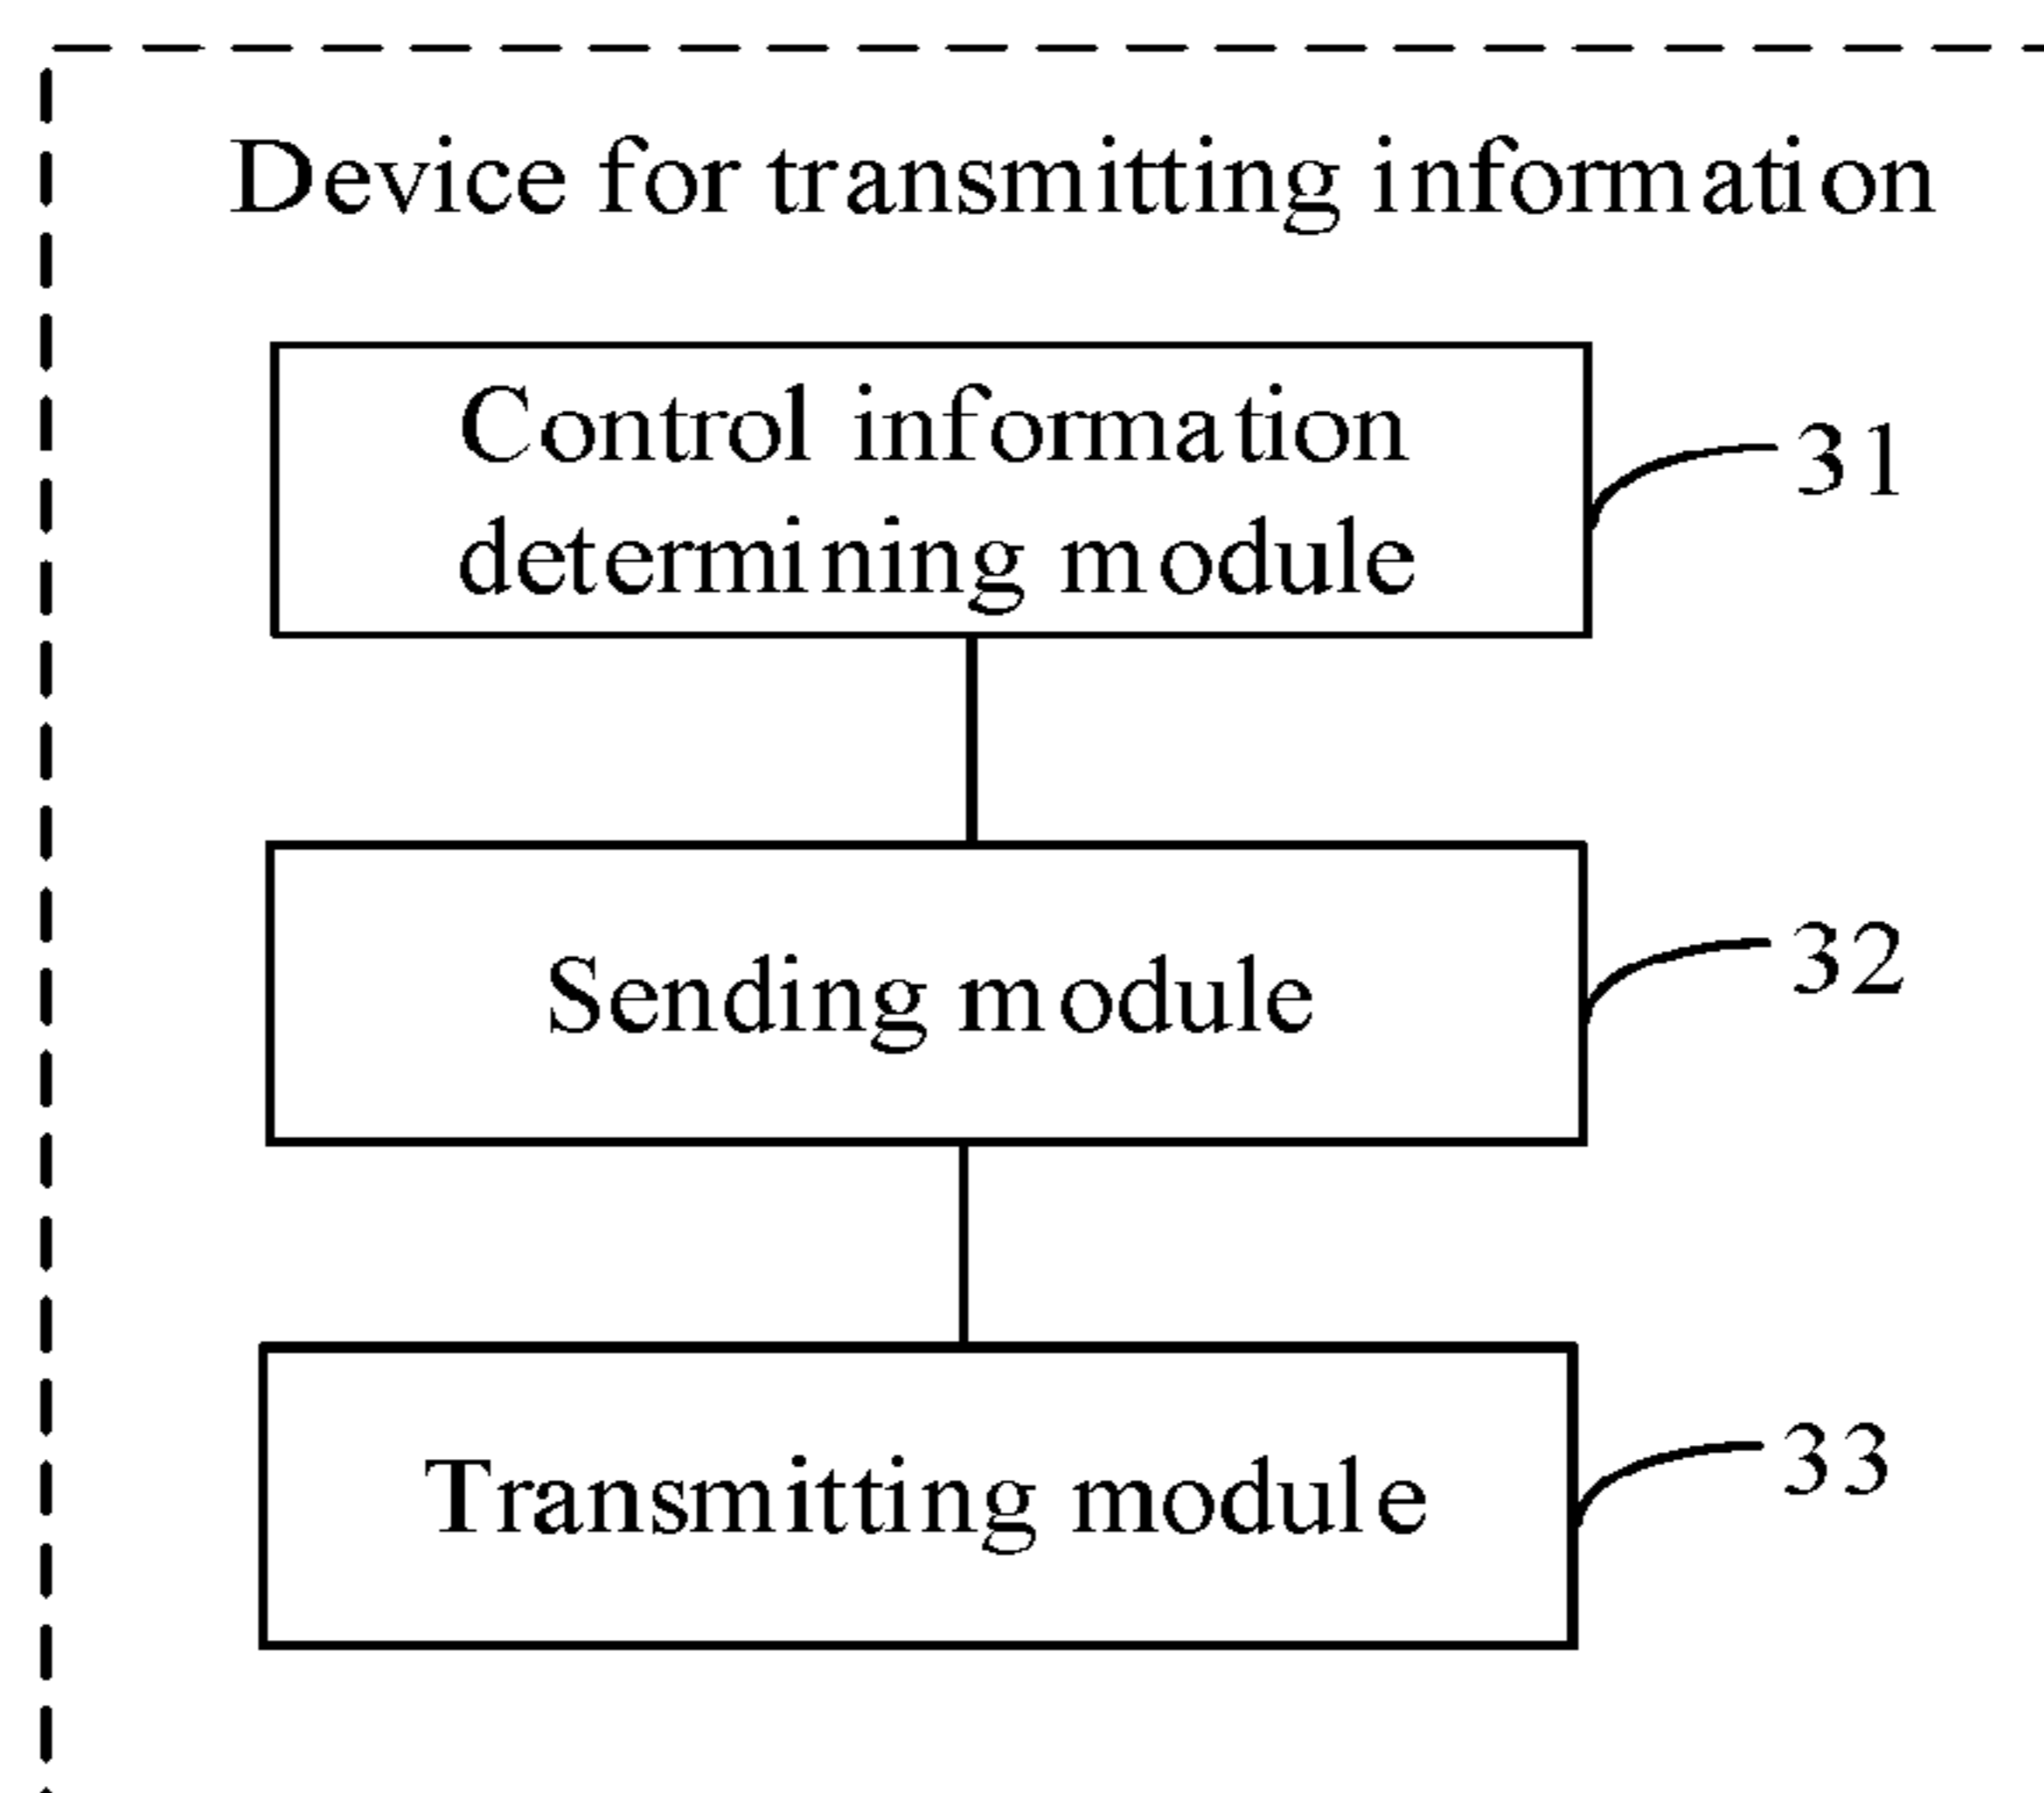 Device for transmitting information
Control information
determining module
31
Sending module
32
Transmitting module
33